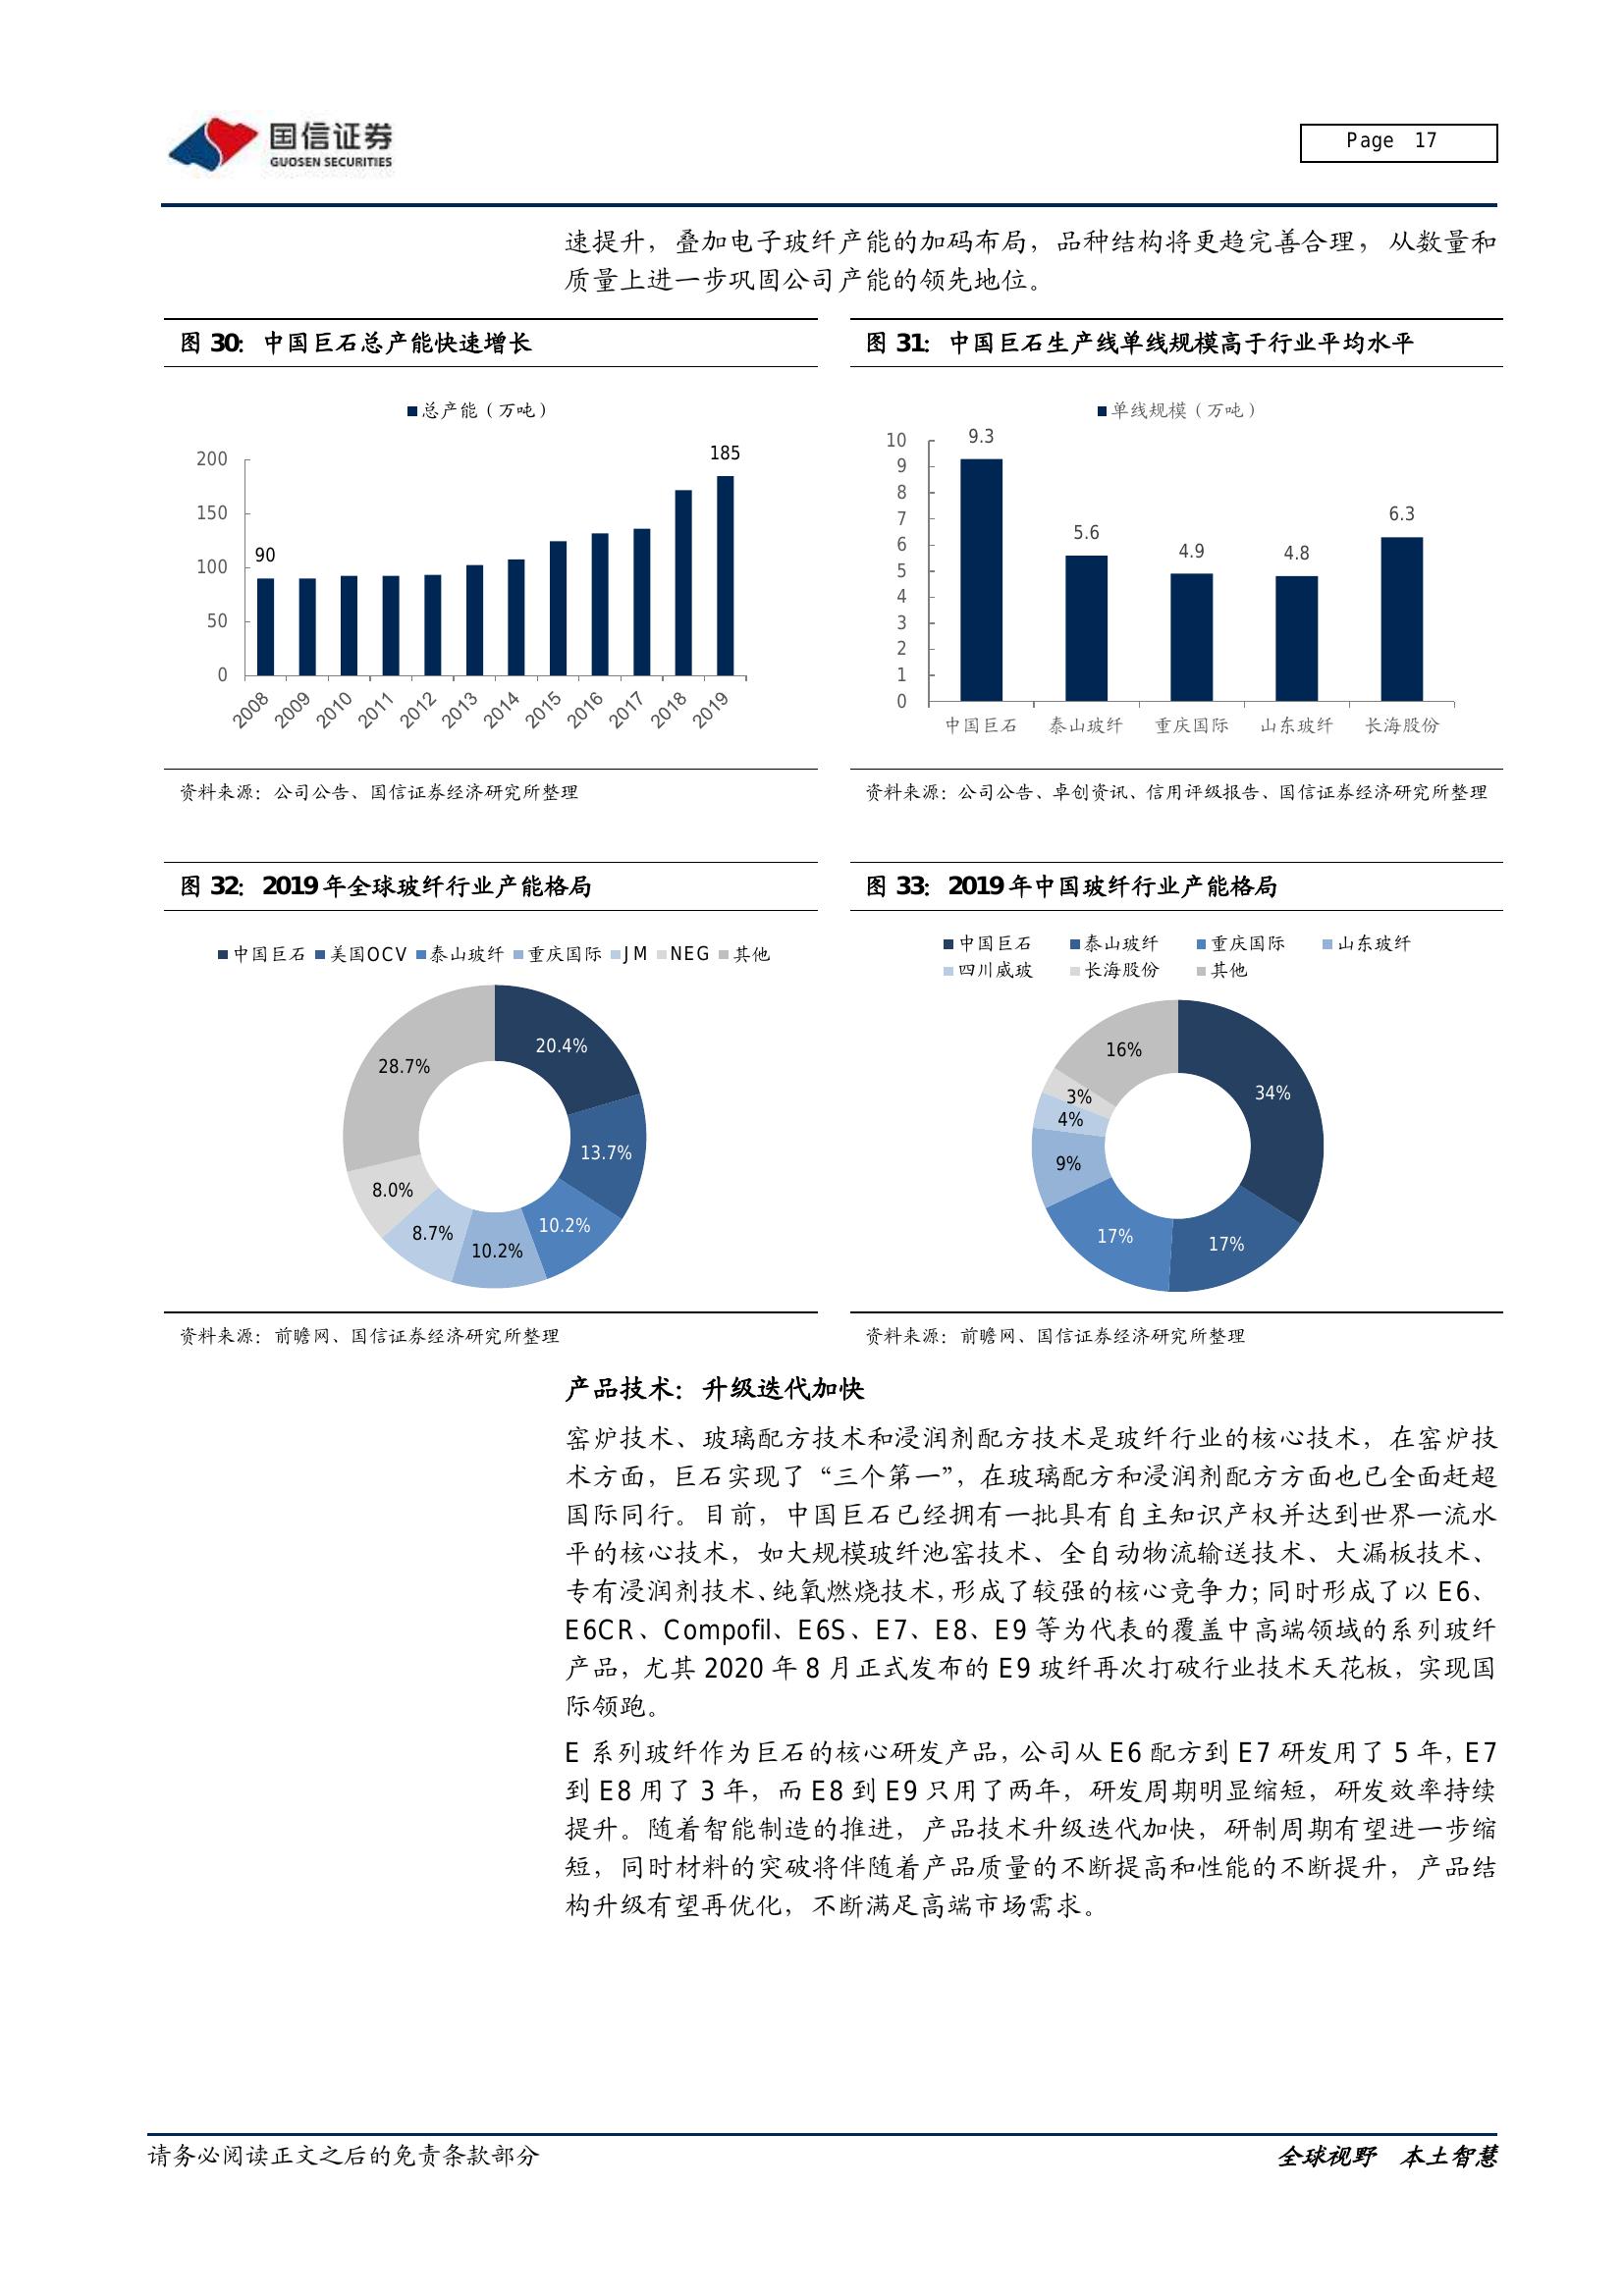 国信证券
GUOSEN SECURITIES
Page 17
速提升，叠加电子玻纤产能的加码布局，品种结构将更趋完善合理，从数量和
质量上进一步巩固公司产能的领先地位。
图 30：中国巨石总产能快速增长
总产能（万吨）
200
150
100
50
0
90
185
2008 2009 2010 2011 2012 2013 2014 2015 2016 2017 2018 2019
资料来源：公司公告、国信证券经济研究所整理
图 31：中国巨石生产线单线规模高于行业平均水平
单线规模（万吨）
10
9
8
7
6
5
4
3
2
1
0
9.3
5.6
4.9
4.8
6.3
中国巨石 泰山玻纤 重庆国际 山东玻纤 长海股份
资料来源：公司公告、卓创资讯、信用评级报告、国信证券经济研究所整理
图 32：2019 年全球玻纤行业产能格局
中国巨石 美国OCV 泰山玻纤 重庆国际 JM NEG 其他
20.4%
13.7%
10.2%
10.2%
8.7%
8.0%
28.7%
资料来源：前瞻网、国信证券经济研究所整理
图 33：2019 年中国玻纤行业产能格局
中国巨石 泰山玻纤 重庆国际 山东玻纤
四川威玻 长海股份 其他
34%
17%
17%
9%
4%
3%
16%
资料来源：前瞻网、国信证券经济研究所整理
产品技术：升级迭代加快
窑炉技术、玻璃配方技术和浸润剂配方技术是玻纤行业的核心技术，在窑炉技
术方面，巨石实现了“三个第一”，在玻璃配方和浸润剂配方方面也已全面赶超
国际同行。目前，中国巨石已经拥有一批具有自主知识产权并达到世界一流水
平的核心技术，如大规模玻纤池窑技术、全自动物流输送技术、大漏板技术、
专有浸润剂技术、纯氧燃烧技术，形成了较强的核心竞争力；同时形成了以 E6、
E6CR、Compofil、E6S、E7、E8、E9 等为代表的覆盖中高端领域的系列玻纤
产品，尤其 2020 年 8 月正式发布的 E9 玻纤再次打破行业技术天花板，实现国
际领跑。
E 系列玻纤作为巨石的核心研发产品，公司从 E6 配方到 E7 研发用了 5 年，E7
到 E8 用了 3 年，而 E8 到 E9 只用了两年，研发周期明显缩短，研发效率持续
提升。随着智能制造的推进，产品技术升级迭代加快，研制周期有望进一步缩
短，同时材料的突破将伴随着产品质量的不断提高和性能的不断提升，产品结
构升级有望再优化，不断满足高端市场需求。
请务必阅读正文之后的免责条款部分
全球视野 本土智慧